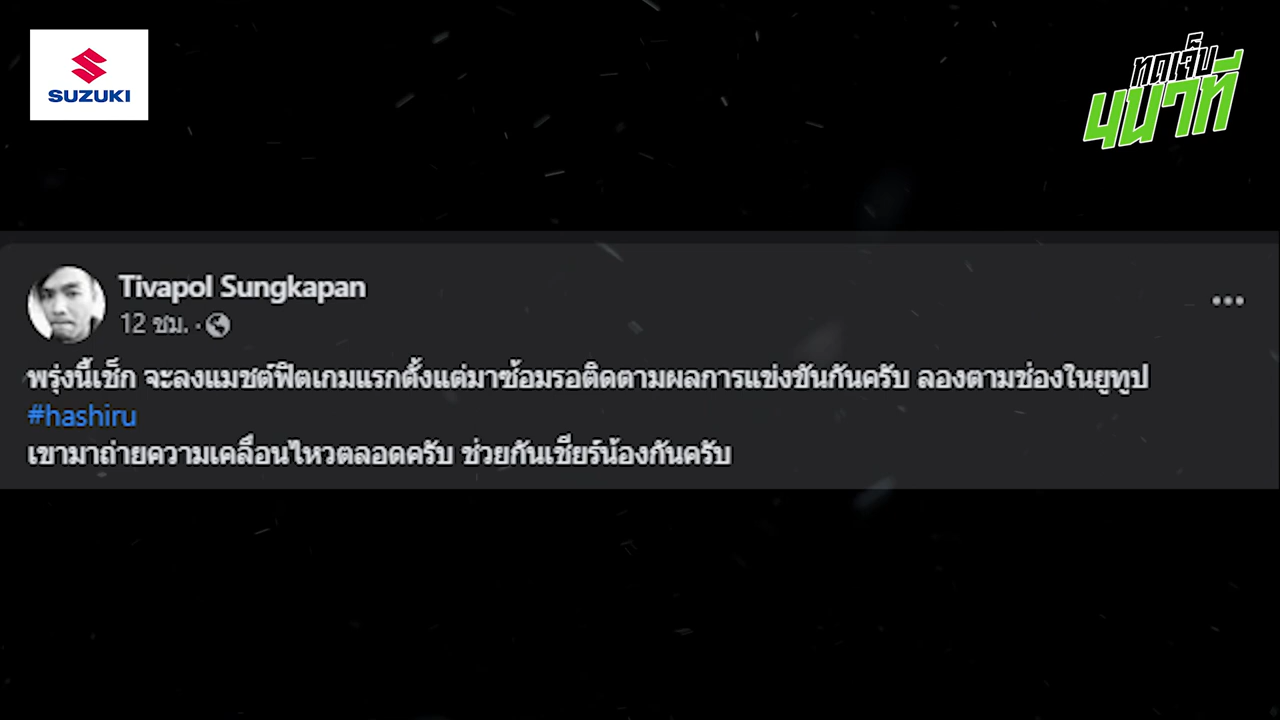 SUZUKI
ทดเจ็บ
4นาที
Tivapol Sungkapan
12 ชม. ·
พรุ่งนี้เช็ก จะลงแมชต์ฟิตเกมแรกตั้งแต่มาซ้อมรอติดตามผลการแข่งขันกันครับ ลองตามช่องในยูทูป
#hashiru
เขามาถ่ายความเคลื่อนไหวตลอดครับ ช่วยกันเชียร์น้องกันครับ